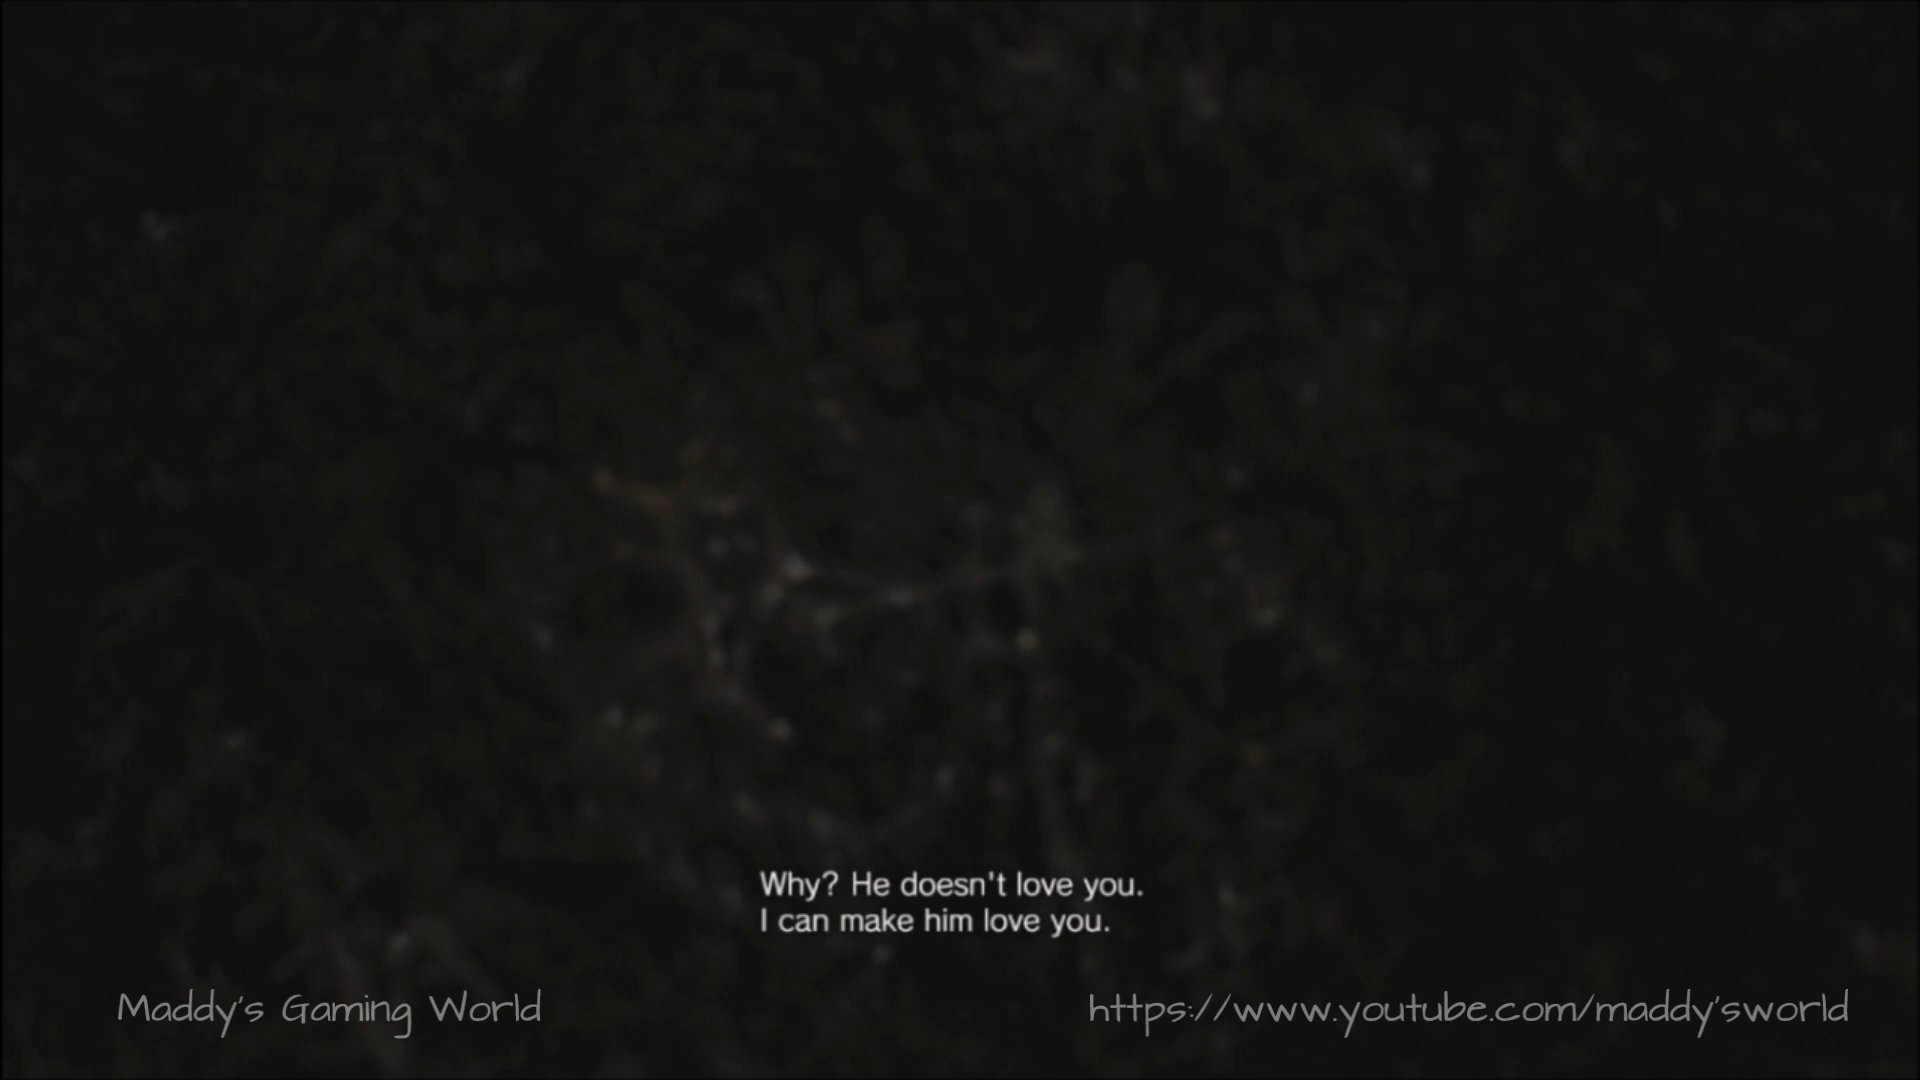 Why? He doesn't love you.
I can make him love you.
Maddy's Gaming World
https://www.youtube.com/maddy'sworld